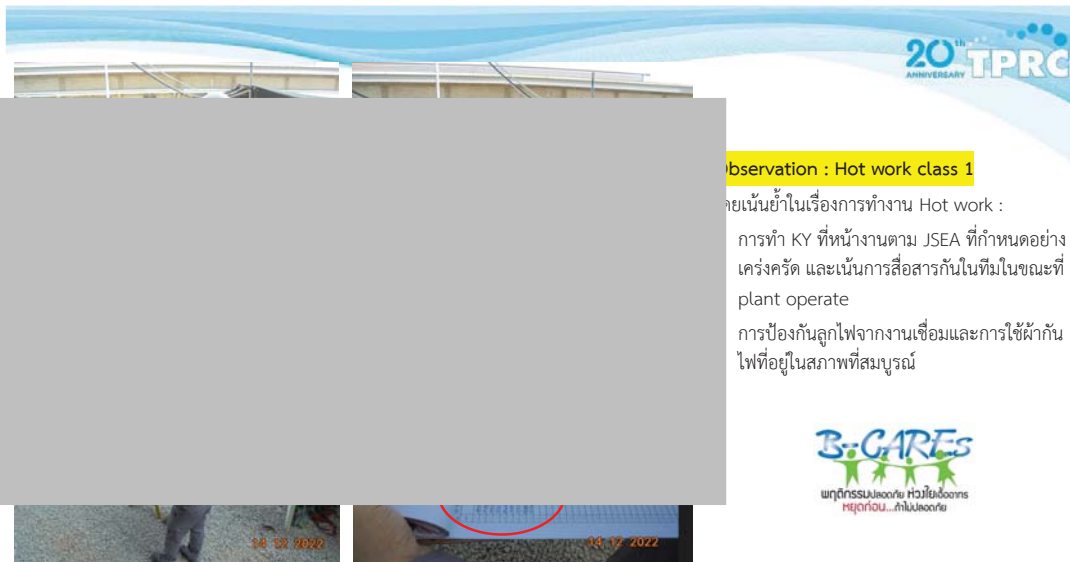 20th TPRC
ANNIVERSARY
bservation : Hot work class 1
ยเน้นย้ำในเรื่องการทำงาน Hot work :
การทำ KY ที่หน้างานตาม JSEA ที่กำหนดอย่าง
เคร่งครัด และเน้นการสื่อสารกันในทีมในขณะที่
plant operate
การป้องกันลูกไฟจากงานเชื่อมและการใช้ผ้ากัน
ไฟที่อยู่ในสภาพที่สมบูรณ์
B-CAREs
พฤติกรรมปลอดภัย ห่วงใยเอื้ออาทร
หยุดก่อน...ถ้าไม่ปลอดภัย
14 12 2022
14 12 2022